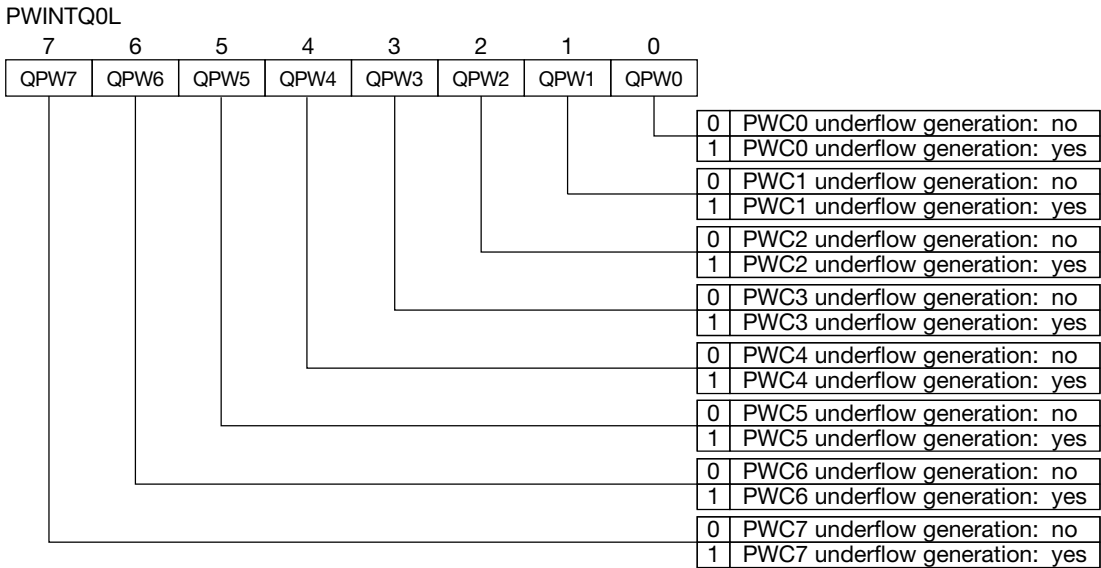 PWINTQ0L
7 6 5 4 3 2 1 0
QPW7 QPW6 QPW5 QPW4 QPW3 QPW2 QPW1 QPW0
0 PWC0 underflow generation: no
1 PWC0 underflow generation: yes
0 PWC1 underflow generation: no
1 PWC1 underflow generation: yes
0 PWC2 underflow generation: no
1 PWC2 underflow generation: yes
0 PWC3 underflow generation: no
1 PWC3 underflow generation: yes
0 PWC4 underflow generation: no
1 PWC4 underflow generation: yes
0 PWC5 underflow generation: no
1 PWC5 underflow generation: yes
0 PWC6 underflow generation: no
1 PWC6 underflow generation: yes
0 PWC7 underflow generation: no
1 PWC7 underflow generation: yes